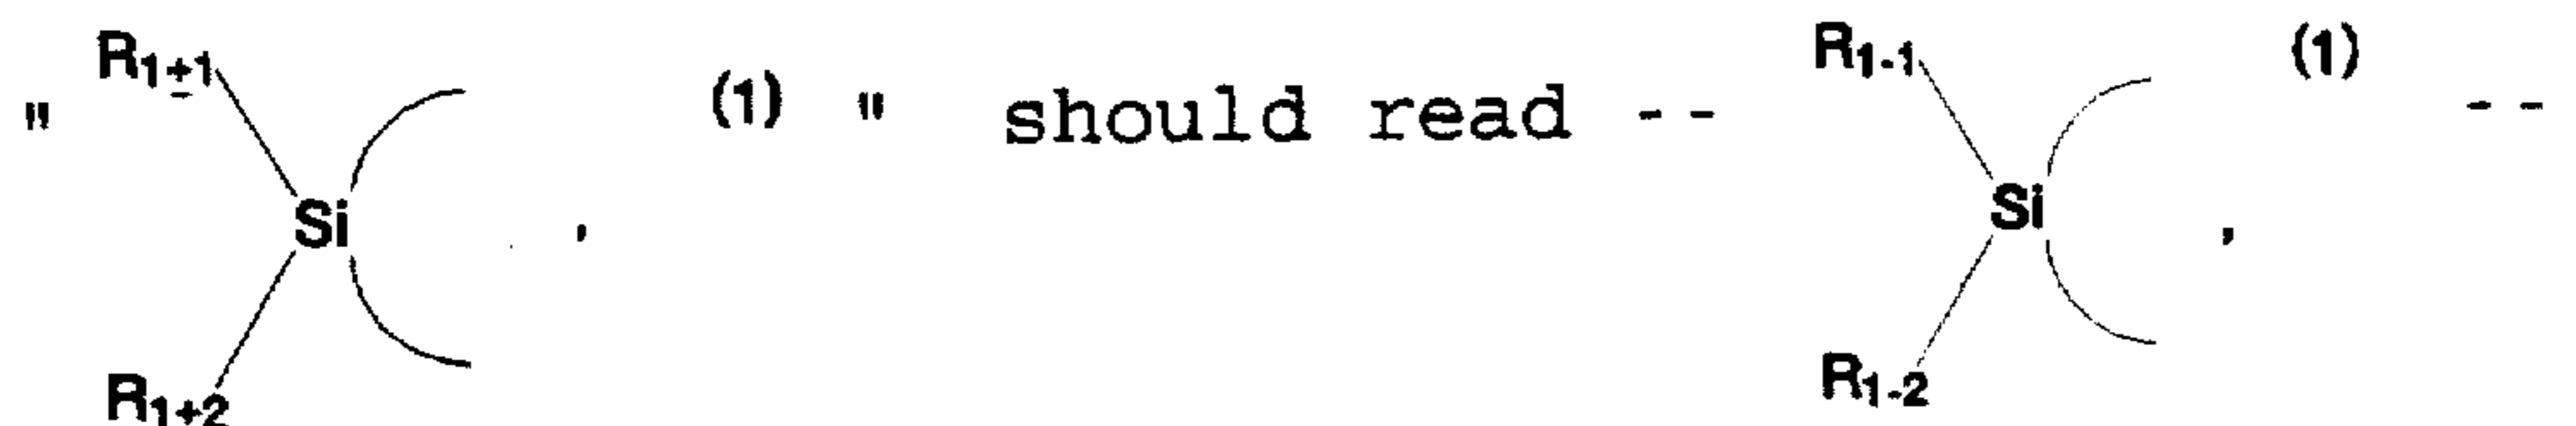 R1±1
" (1) " should read -- R1-1 (1) --
Si , Si ,
R1+2 R1-2